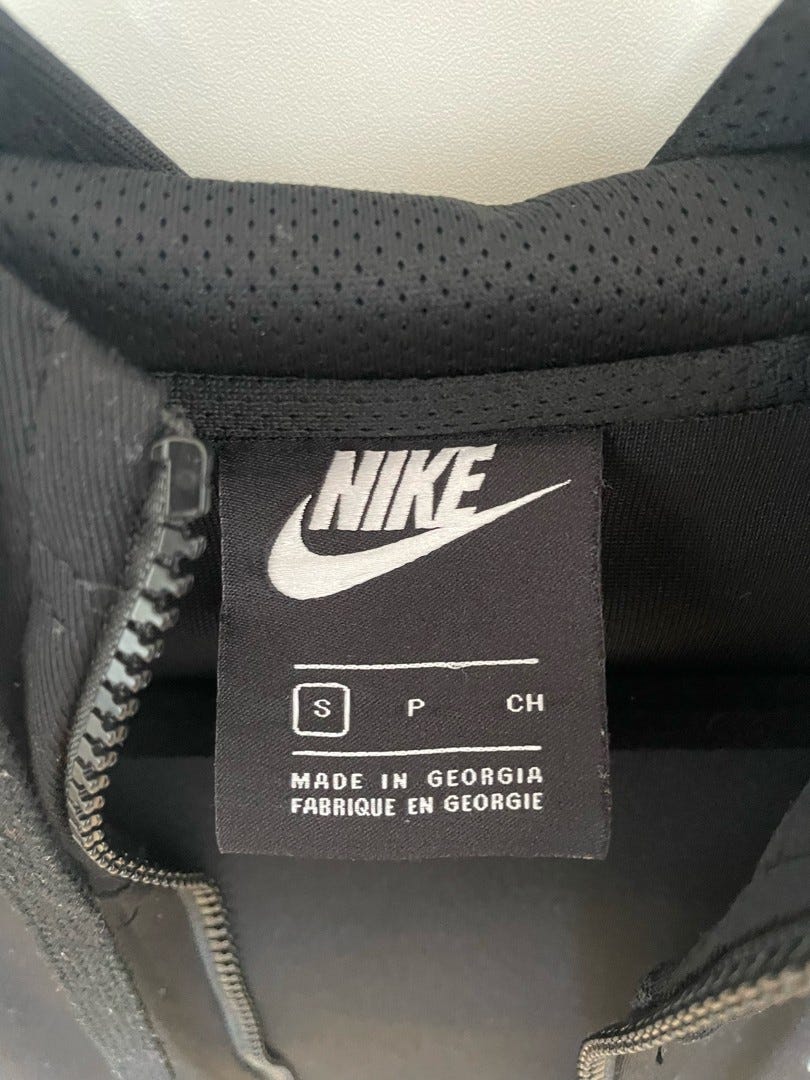 NIKE
S P CH
MADE IN GEORGIA
FABRIQUE EN GEORGIE